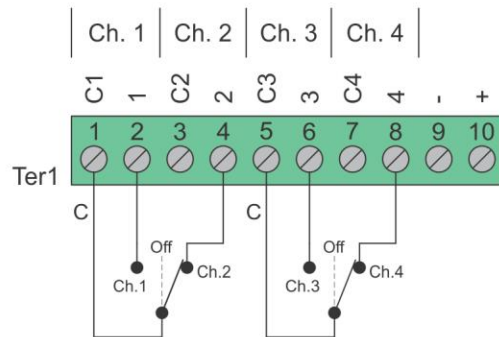 Ch. 1 Ch. 2 Ch. 3 Ch. 4
C1 1 C2 2 C3 3 C4 4 - +
1 2 3 4 5 6 7 8 9 10
Ter1
C C
Off Off
Ch.1 Ch.2 Ch.3 Ch.4